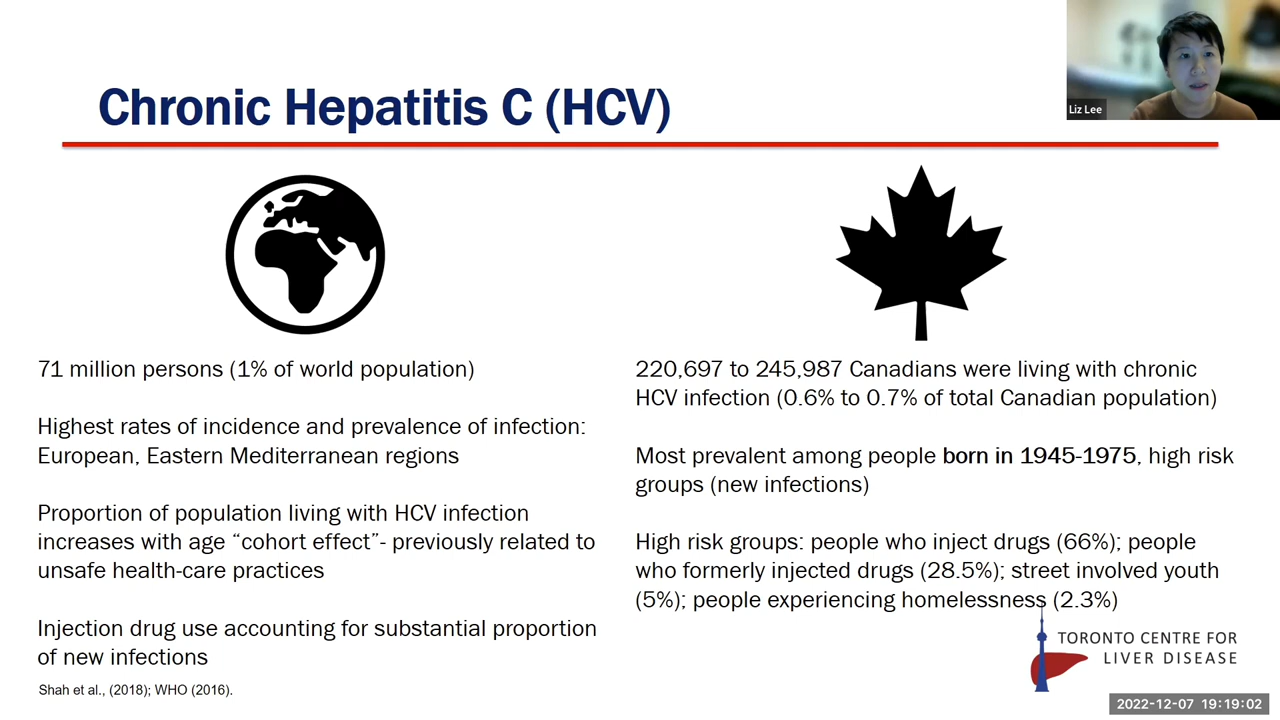 Chronic Hepatitis C (HCV)
Liz Lee
71 million persons (1% of world population)
Highest rates of incidence and prevalence of infection:
European, Eastern Mediterranean regions
Proportion of population living with HCV infection
increases with age “cohort effect”- previously related to
unsafe health-care practices
Injection drug use accounting for substantial proportion
of new infections
Shah et al., (2018); WHO (2016).
220,697 to 245,987 Canadians were living with chronic
HCV infection (0.6% to 0.7% of total Canadian population)
Most prevalent among people born in 1945-1975, high risk
groups (new infections)
High risk groups: people who inject drugs (66%); people
who formerly injected drugs (28.5%); street involved youth
(5%); people experiencing homelessness (2.3%)
TORONTO CENTRE FOR
LIVER DISEASE
2022-12-07 19:19:02